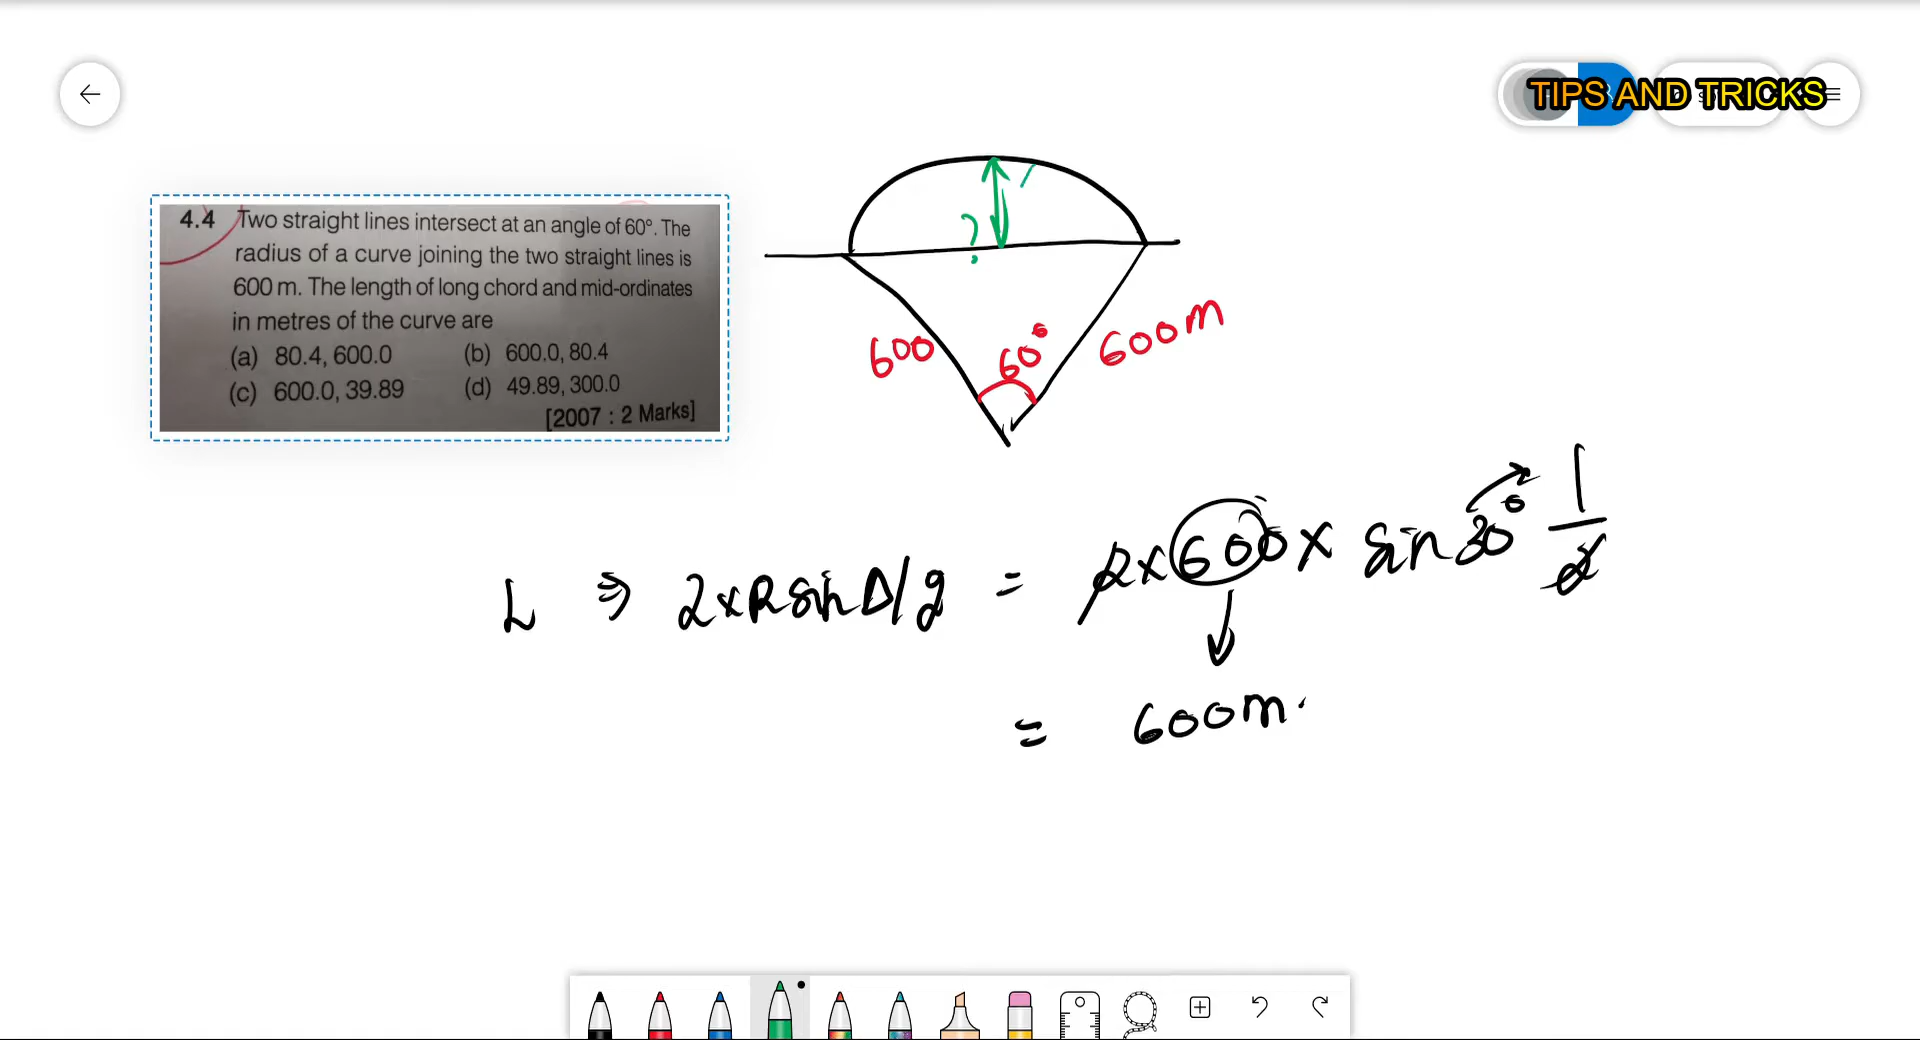 TIPS AND TRICKS
4.4 Two straight lines intersect at an angle of 60°. The
radius of a curve joining the two straight lines is
600 m. The length of long chord and mid-ordinates
in metres of the curve are
(a) 80.4, 600.0 (b) 600.0, 80.4
(c) 600.0, 39.89 (d) 49.89, 300.0
[2007 : 2 Marks]
?
600 60° 600m
L ⇒ 2×R sin Δ/2 = 2×600× sin30° 1/2
= 600m.